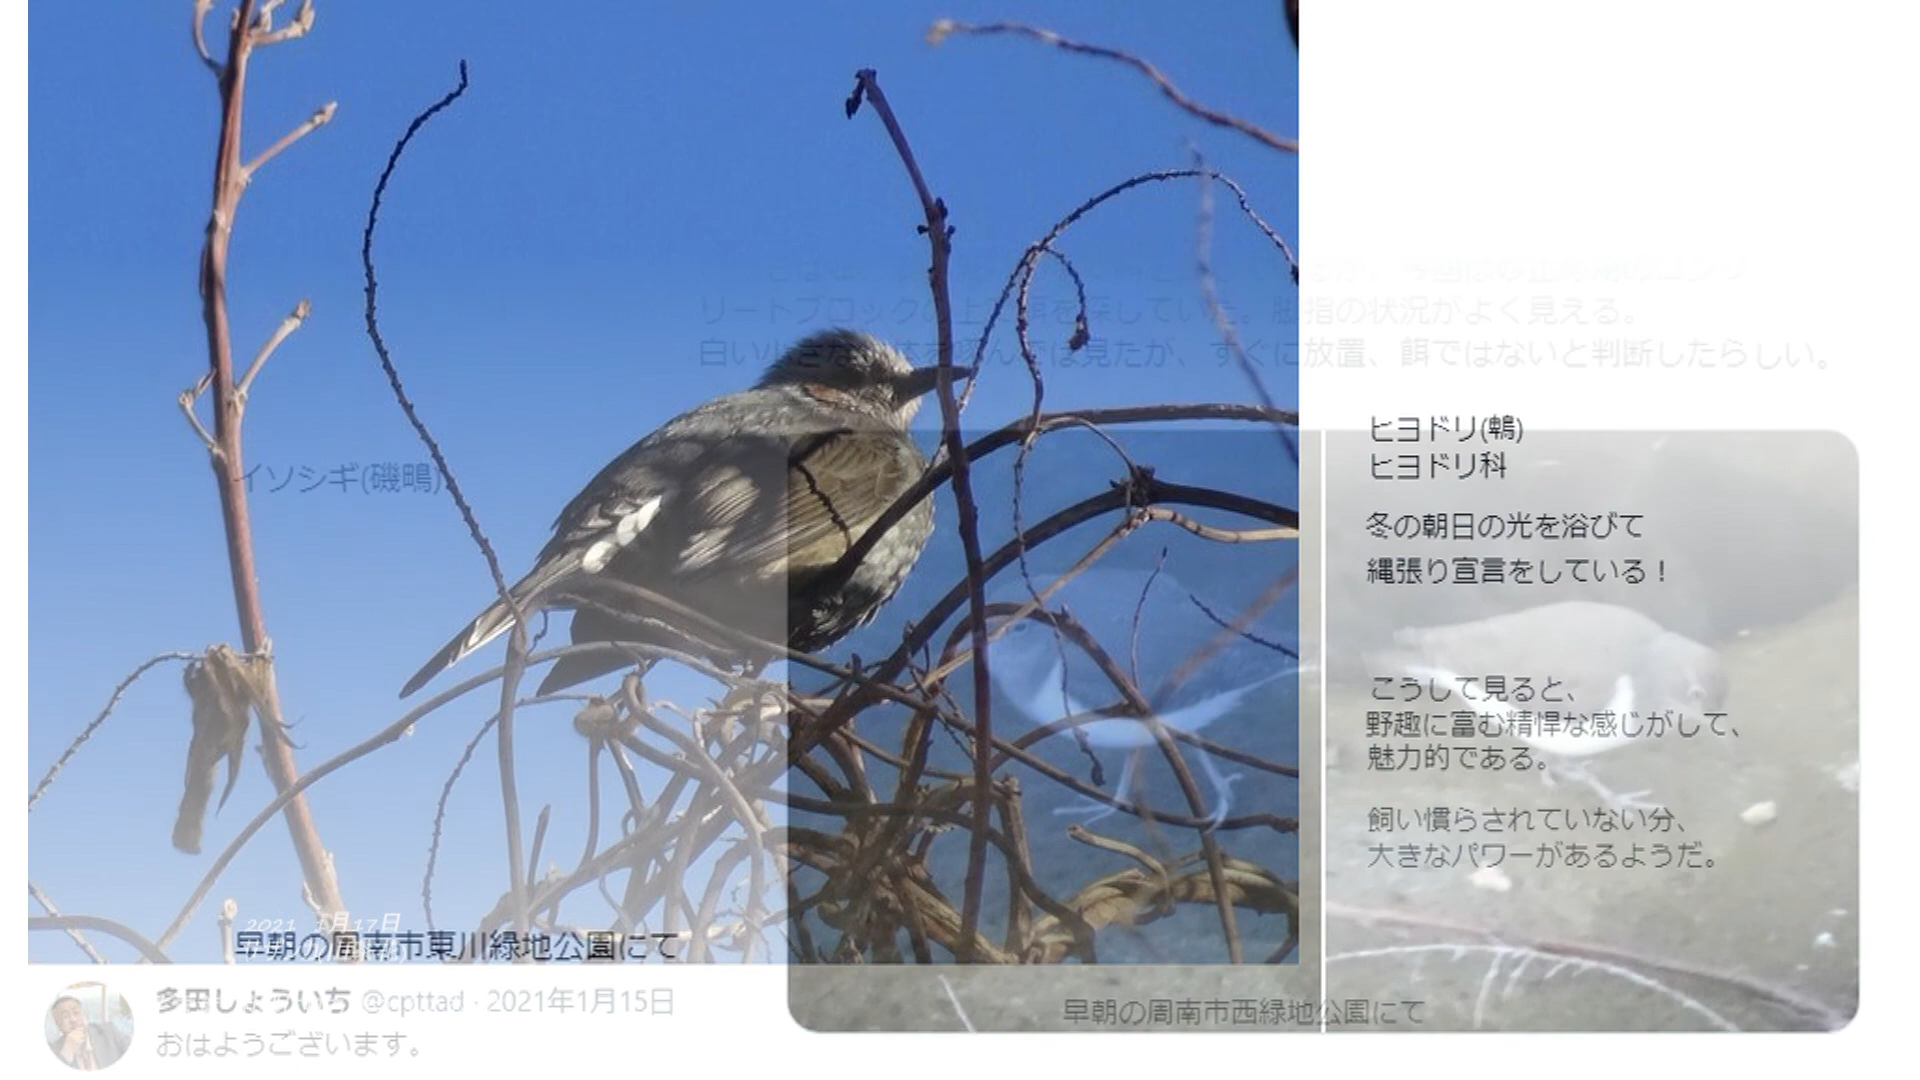 リートブロックの上で餌を探していた。脚指の状況がよく見える。
白い小さな 体を 見たが、すぐに放置、餌ではないと判断したらしい。
ヒヨドリ(鵯)
ヒヨドリ科
イソシギ(磯鴫)
冬の朝日の光を浴びて
縄張り宣言をしている！
こうして見ると、
野趣に富む精悍な感じがして、
魅力的である。
飼い慣らされていない分、
大きなパワーがあるようだ。
2021 1月17日
早朝の周南市東川緑地公園にて
多田しょういち @cpttad · 2021年1月15日
早朝の周南市西緑地公園にて
おはようございます。